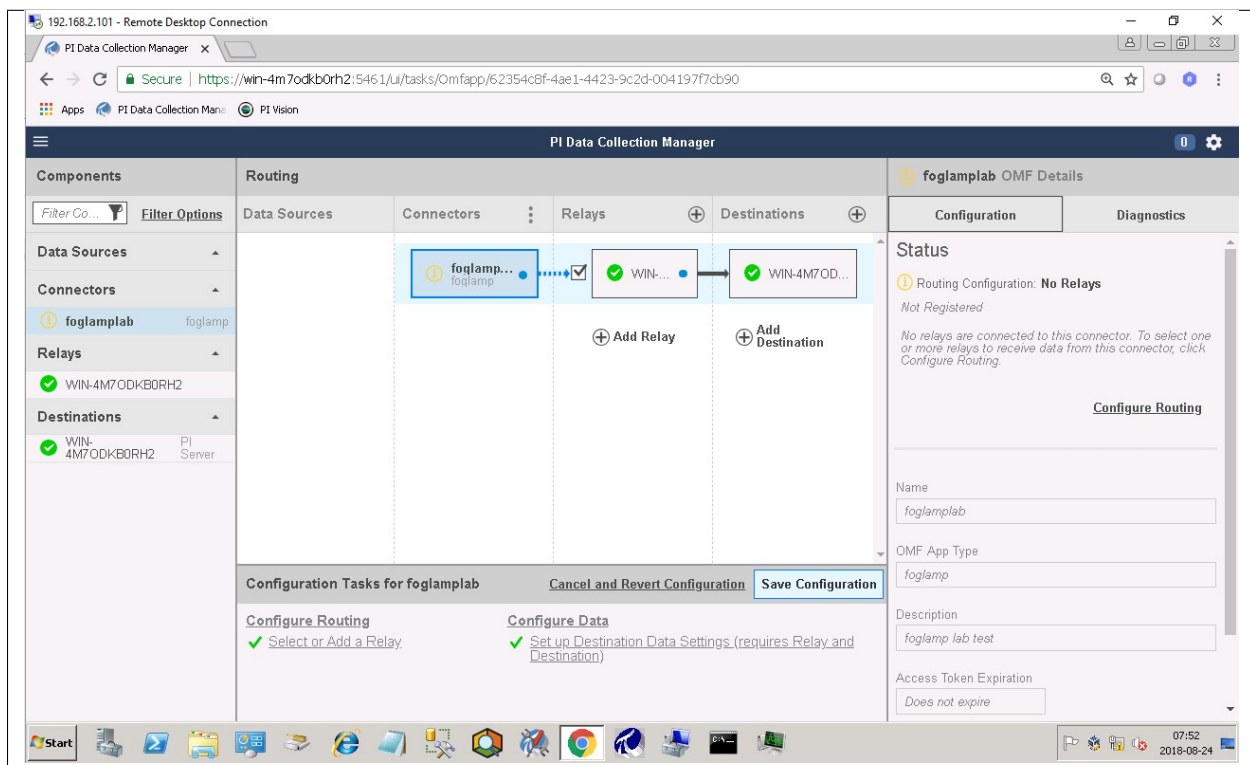 192.168.2.101 - Remote Desktop Connection
PI Data Collection Manager
Secure | https://win-4m7odkb0rh2:5461/ui/tasks/Omfapp/62354c8f-4ae1-4423-9c2d-004197f7cb90
Apps PI Data Collection Mana PI Vision
PI Data Collection Manager 0
Components
Filter Co... Filter Options
Data Sources
Connectors
foglamplab foglamp
Relays
WIN-4M7ODKB0RH2
Destinations
WIN-4M7ODKB0RH2 PI Server
Routing
Data Sources Connectors Relays Destinations
foglamp...
foglamp
WIN-...
WIN-4M7OD...
Add Relay
Add Destination
Configuration Tasks for foglamplab Cancel and Revert Configuration Save Configuration
Configure Routing
Select or Add a Relay
Configure Data
Set up Destination Data Settings (requires Relay and
Destination)
foglamplab OMF Details
Configuration Diagnostics
Status
Routing Configuration: No Relays
Not Registered
No relays are connected to this connector. To select one
or more relays to receive data from this connector, click
Configure Routing.
Configure Routing
Name
foglamplab
OMF App Type
foglamp
Description
foglamp lab test
Access Token Expiration
Does not expire
Start
07:52
2018-08-24